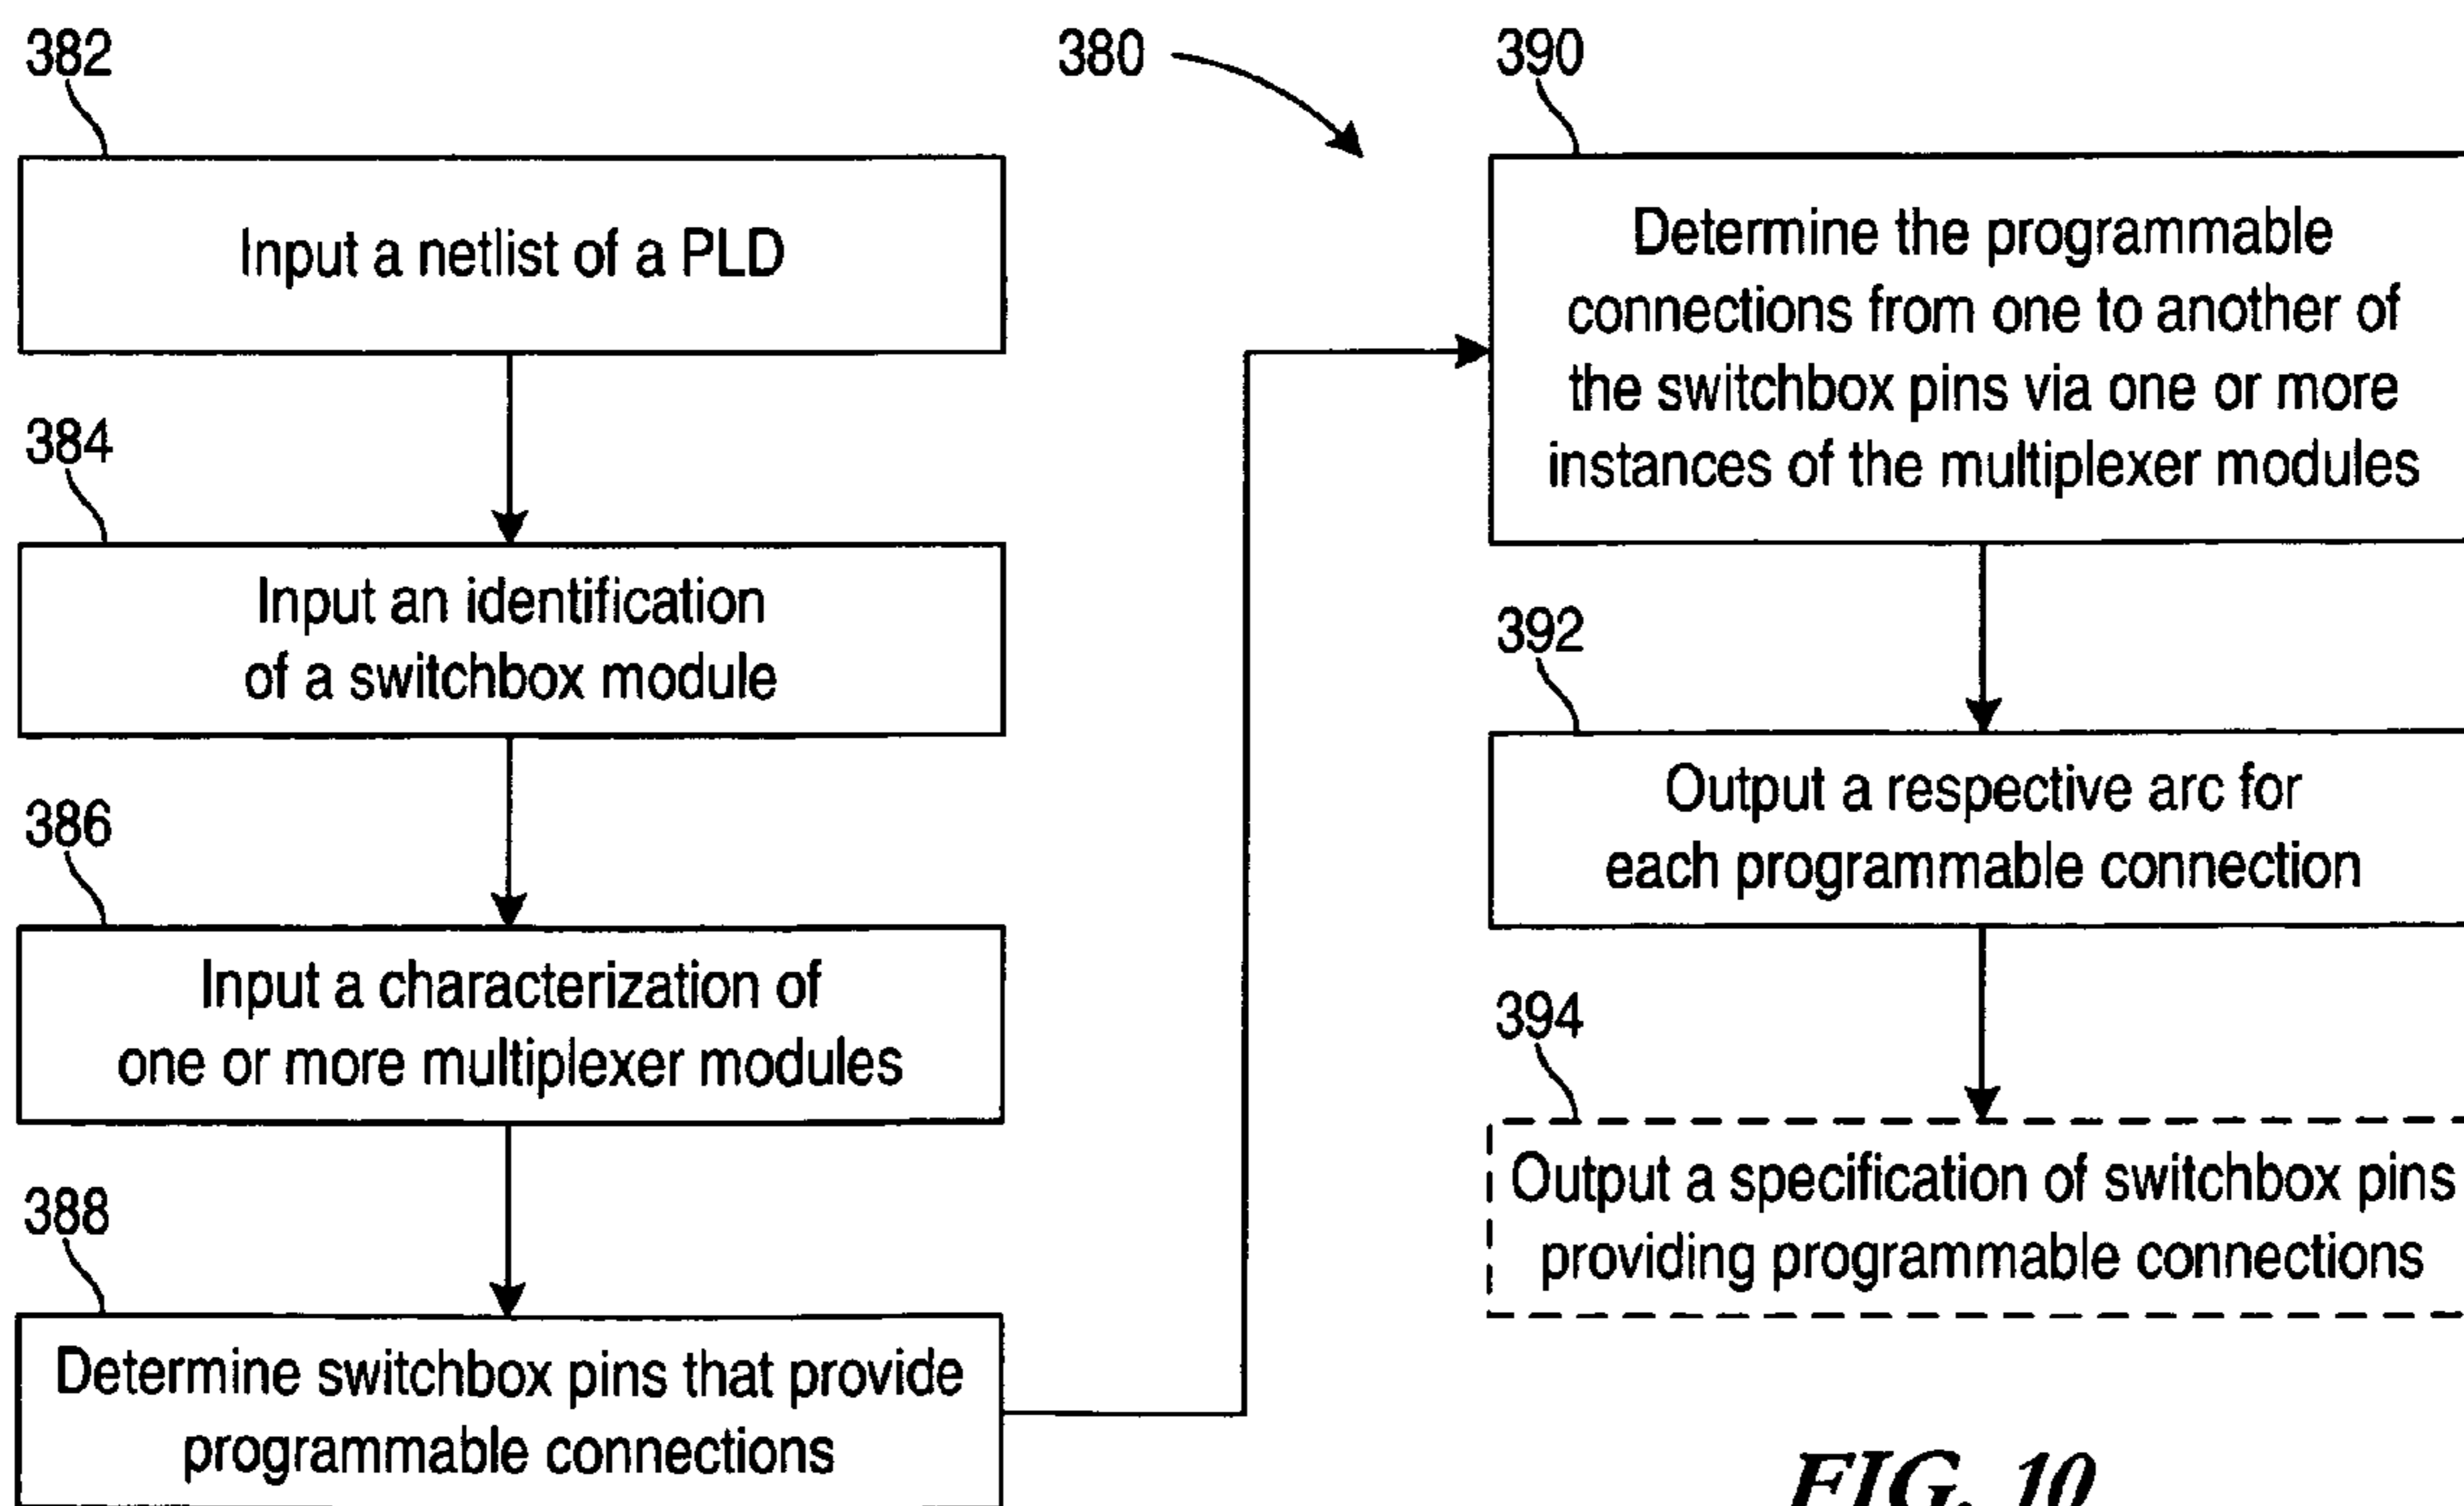 382
Input a netlist of a PLD
384
Input an identification
of a switchbox module
386
Input a characterization of
one or more multiplexer modules
388
Determine switchbox pins that provide
programmable connections
380
390
Determine the programmable
connections from one to another of
the switchbox pins via one or more
instances of the multiplexer modules
392
Output a respective arc for
each programmable connection
394
Output a specification of switchbox pins
providing programmable connections
FIG. 10